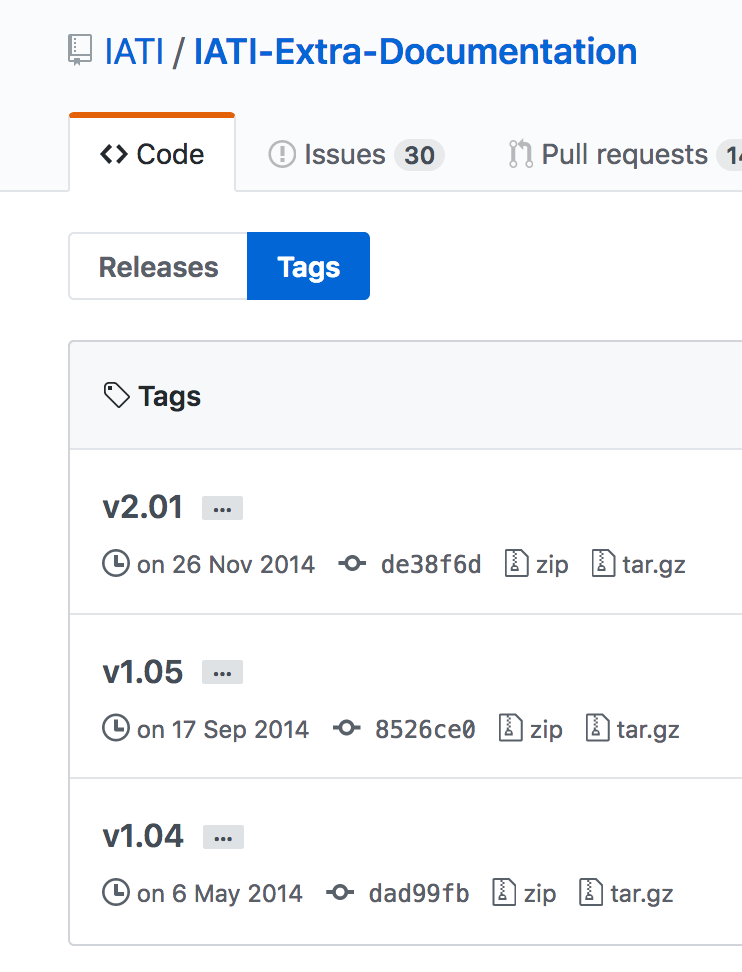 IATI / IATI-Extra-Documentation
Code Issues 30 Pull requests
Releases Tags
Tags
v2.01 ...
on 26 Nov 2014 de38f6d zip tar.gz
v1.05 ...
on 17 Sep 2014 8526ce0 zip tar.gz
v1.04 ...
on 6 May 2014 dad99fb zip tar.gz